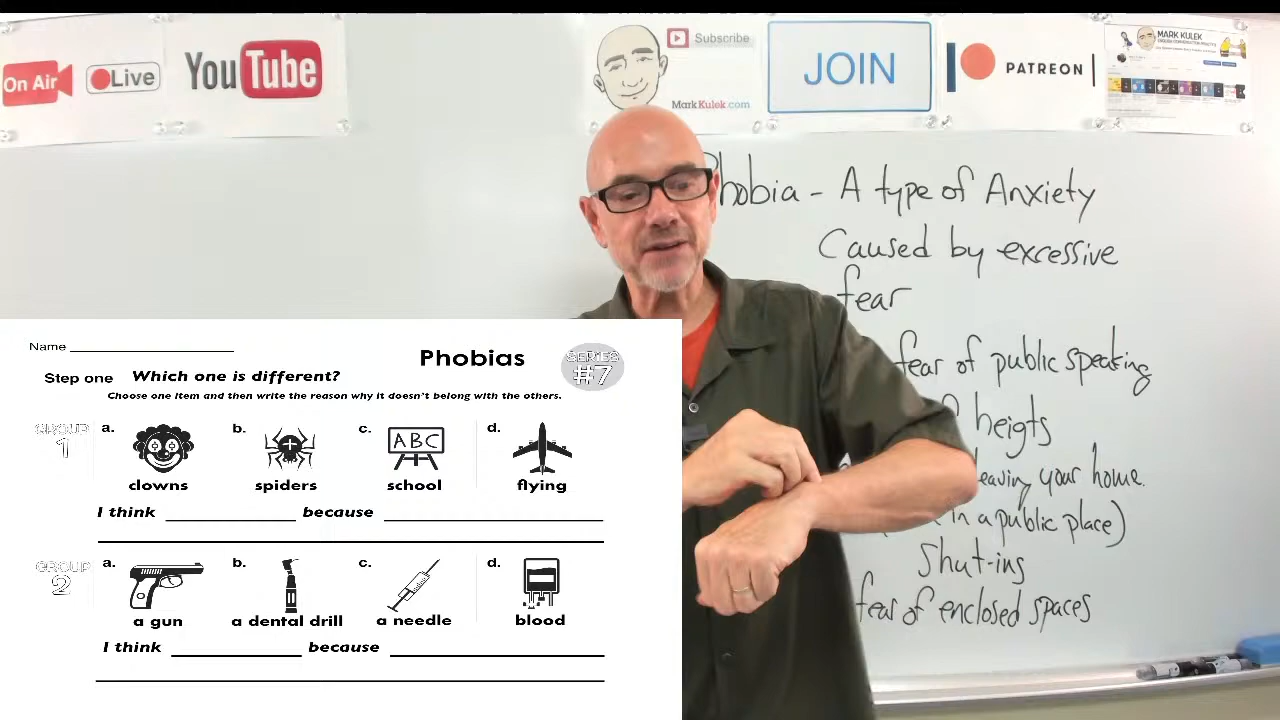 On Air
Live
YouTube
Subscribe
MarkKulek.com
JOIN
PATREON
MARK KULEK
Phobia - A type of Anxiety
Caused by excessive
fear
fear of public speaking
heigts
leaving your home.
in a public place)
Shut-ins
fear of enclosed spaces
Name
Phobias
SERIES
#7
Step one Which one is different?
Choose one item and then write the reason why it doesn't belong with the others.
GROUP
1
a. b. c. d.
ABC
clowns spiders school flying
I think because
GROUP
2
a. b. c. d.
a gun a dental drill a needle blood
I think because